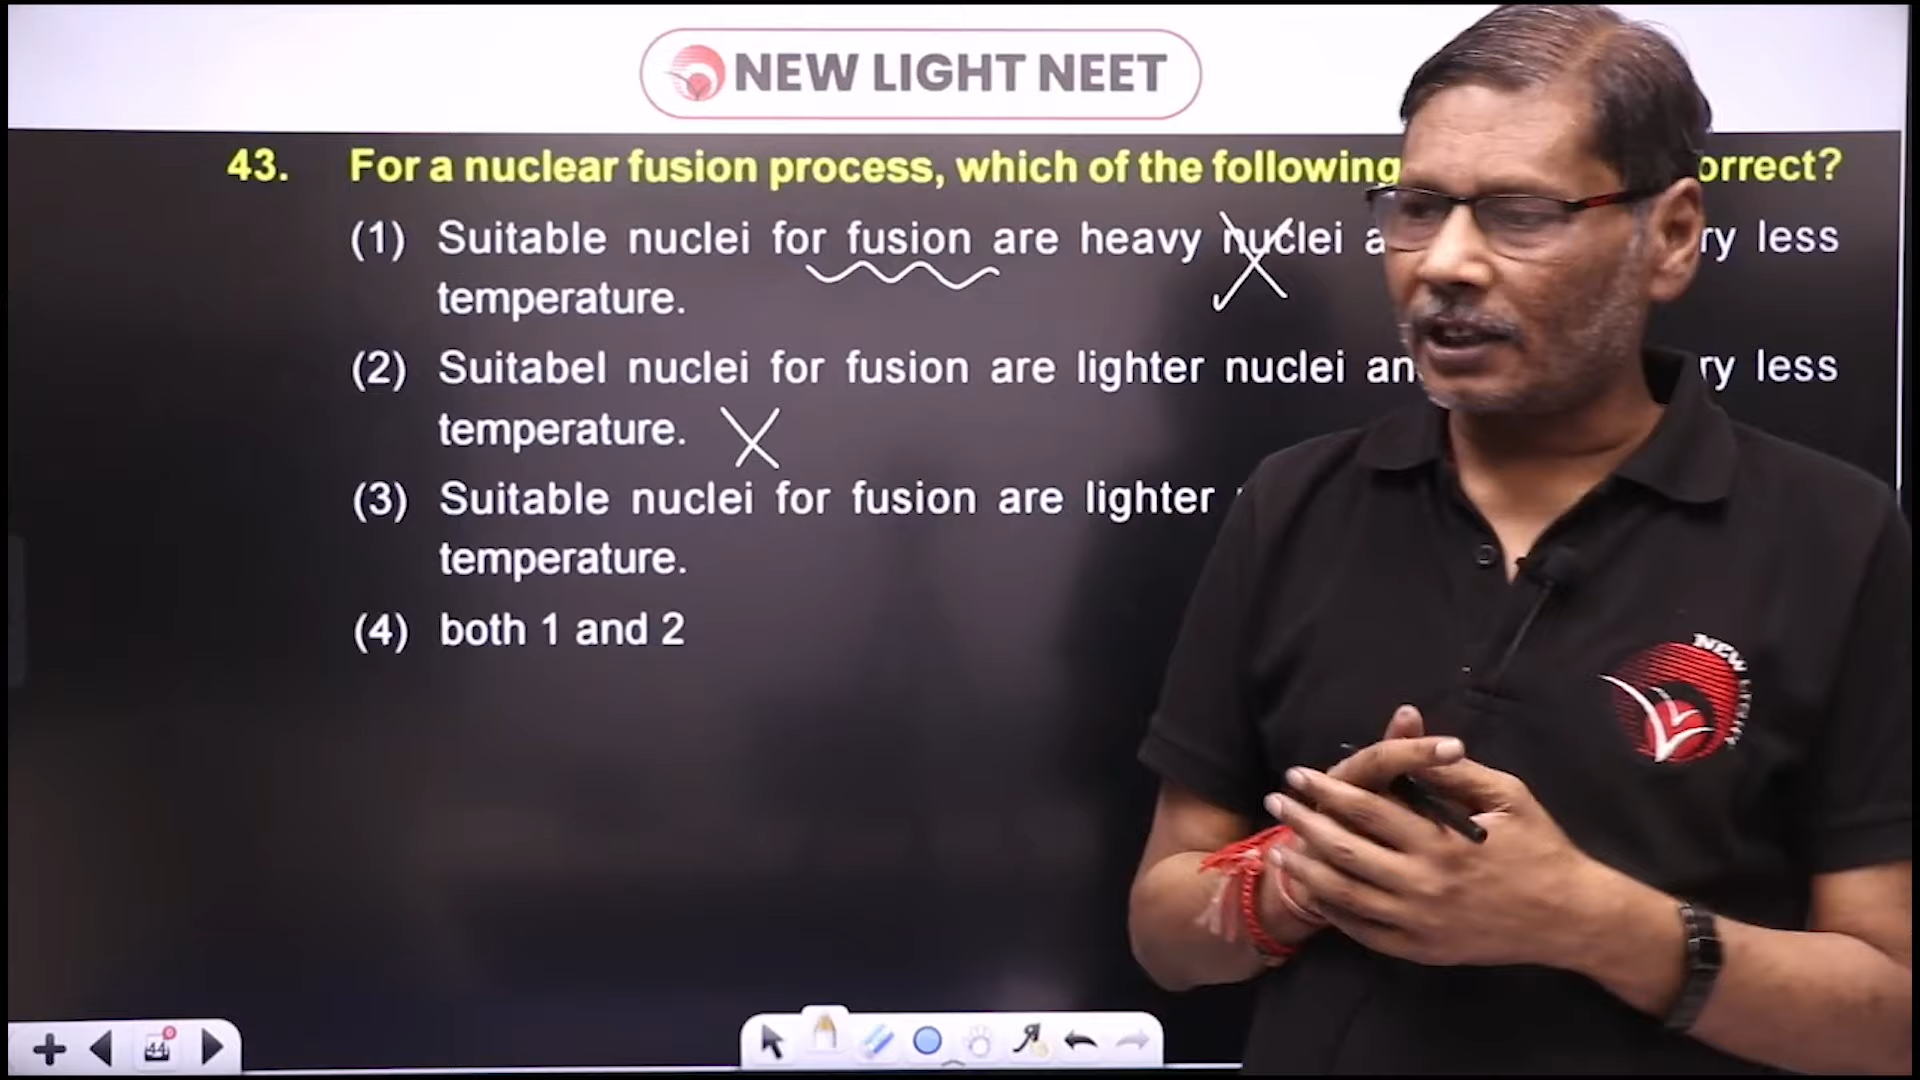 NEW LIGHT NEET
43. For a nuclear fusion process, which of the following orrect?
(1) Suitable nuclei for fusion are heavy nuclei a ry less
temperature.
(2) Suitabel nuclei for fusion are lighter nuclei an ry less
temperature.
(3) Suitable nuclei for fusion are lighter
temperature.
(4) both 1 and 2
NEW LIGHT
44